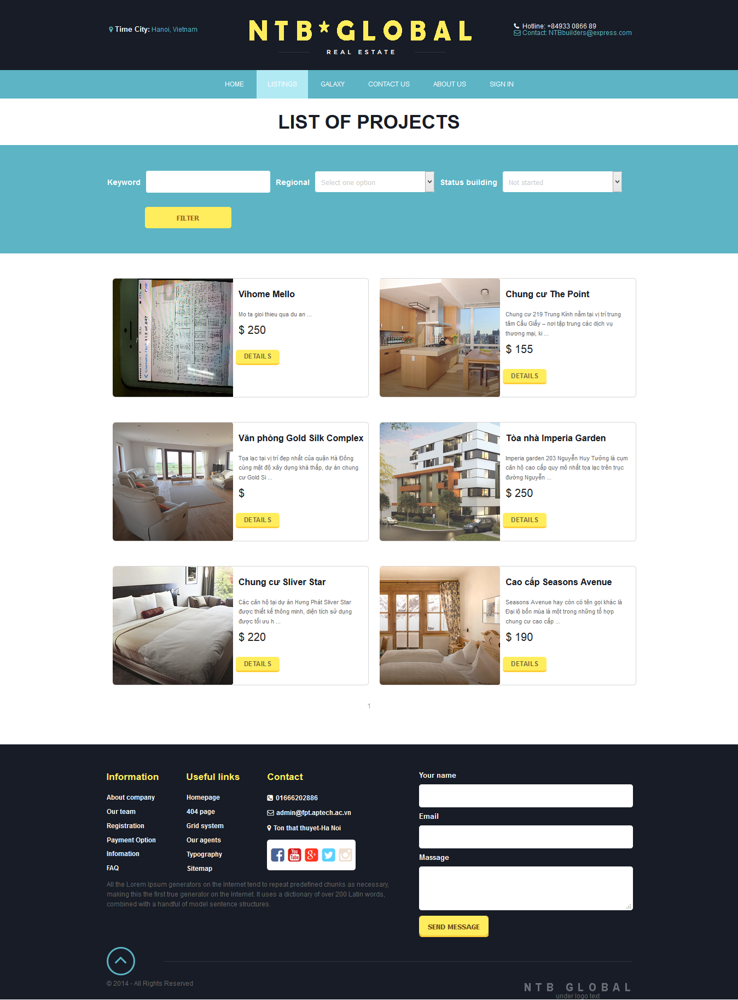 Time City: Hanoi, Vietnam
NTB★GLOBAL
REAL ESTATE
Hotline: +84933 0866 89
Contact: NTBbuilders@express.com
HOME LISTINGS GALAXY CONTACT US ABOUT US SIGN IN
LIST OF PROJECTS
Keyword Regional Select one option Status building Not started
FILTER
Vihome Mello
Mo ta gioi thieu qua du an ...
$ 250
DETAILS
Chung cư The Point
Chung cư 219 Trung Kính nằm tại vị trí trung
tâm Cầu Giấy – nơi tập trung các dịch vụ
thương mại, ki ...
$ 155
DETAILS
Văn phòng Gold Silk Complex
Tọa lạc tại vị trí đẹp nhất của quận Hà Đông
cùng mật độ xây dựng khá thấp, dự án chung
cư Gold Si ...
$
DETAILS
Tòa nhà Imperia Garden
Imperia garden 203 Nguyễn Huy Tưởng là cụm
căn hộ cao cấp quy mô nhất tọa lạc trên trục
đường Nguyễn ...
$ 250
DETAILS
Chung cư Sliver Star
Các căn hộ tại dự án Hưng Phát Sliver Star
được thiết kế thông minh, diện tích sử dụng
được tối ưu h ...
$ 220
DETAILS
Cao cấp Seasons Avenue
Seasons Avenue hay còn có tên gọi khác là
Đại lộ bốn mùa là một trong những tổ hợp
chung cư cao cấp ...
$ 190
DETAILS
1
Information
About company
Our team
Registration
Payment Option
Infomation
FAQ
Useful links
Homepage
404 page
Grid system
Our agents
Typography
Sitemap
Contact
01666202886
admin@fpt.aptech.ac.vn
Ton that thuyet-Ha Noi
You
Tube
All the Lorem Ipsum generators on the Internet tend to repeat predefined chunks as necessary,
making this the first true generator on the Internet. It uses a dictionary of over 200 Latin words,
combined with a handful of model sentence structures.
Your name
Email
Massage
SEND MESSAGE
© 2014 - All Rights Reserved
NTB GLOBAL
under logo text